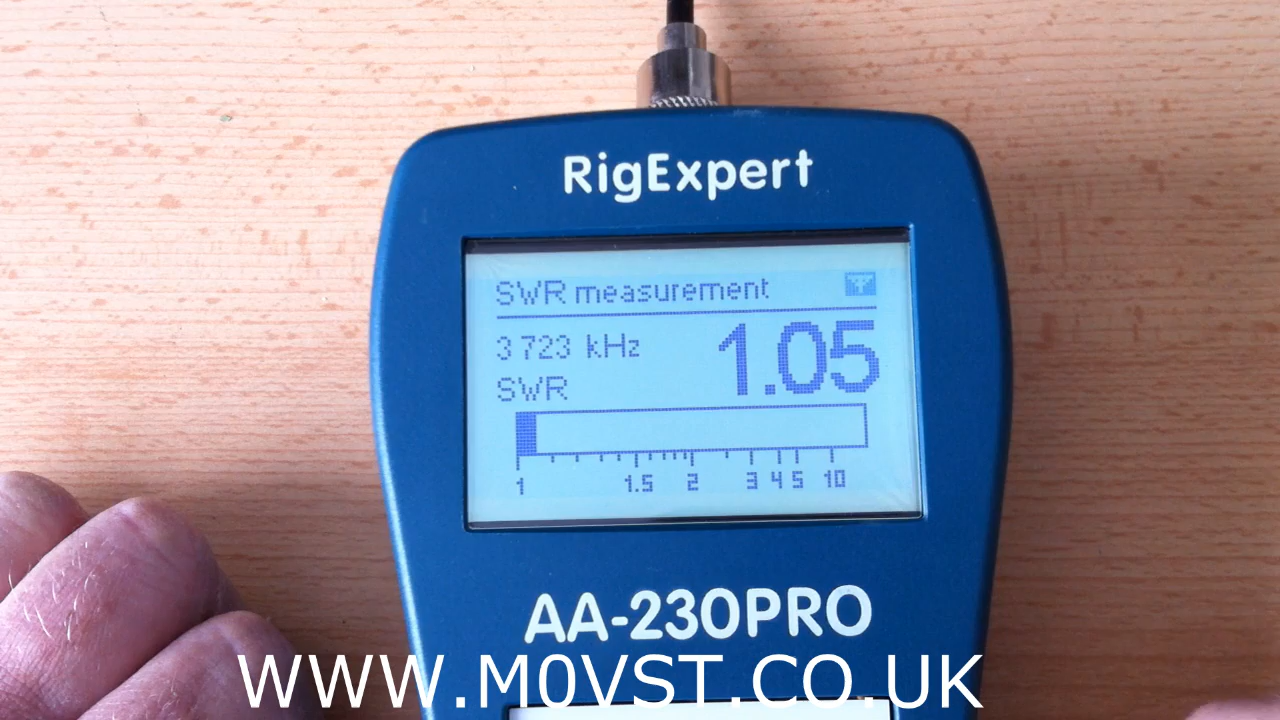 RigExpert
SWR measurement
3 723 kHz 1.05
SWR
1 1.5 2 3 4 5 10
AA-230PRO
WWW.M0VST.CO.UK